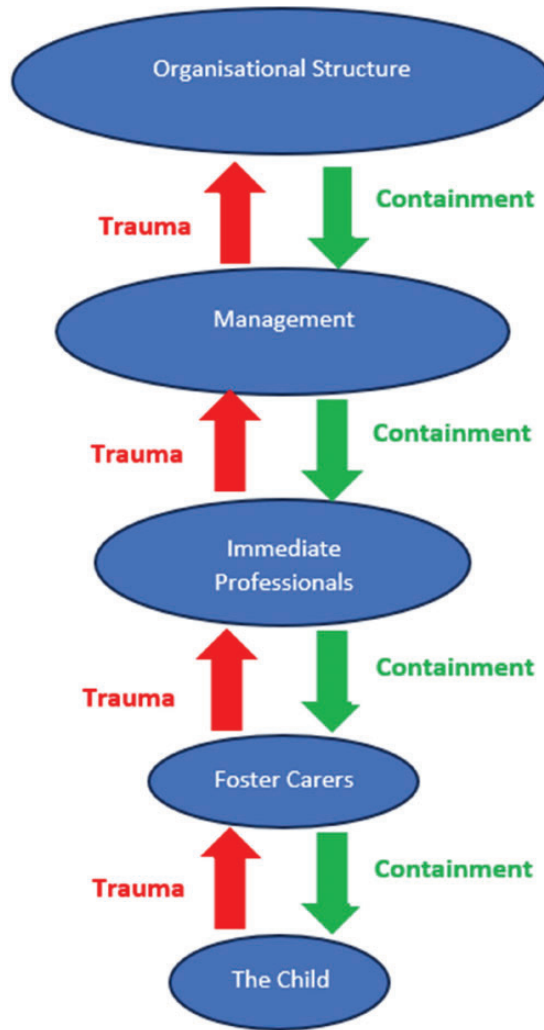 Organisational Structure
Trauma
Containment
Management
Trauma
Containment
Immediate
Professionals
Trauma
Containment
Foster Carers
Trauma
Containment
The Child